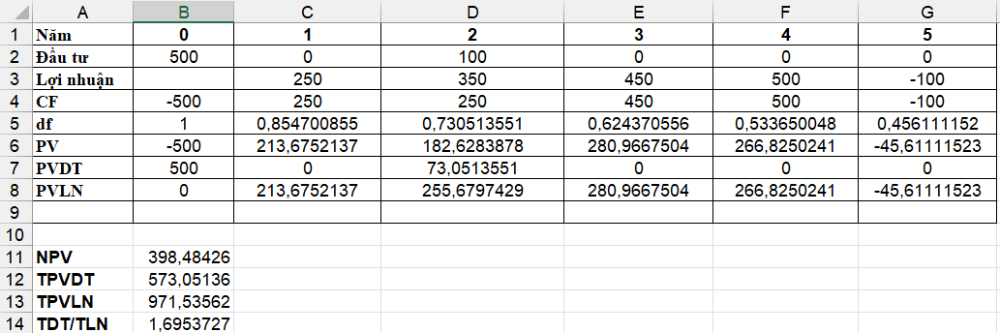 A B C D E F G
1 Năm 0 1 2 3 4 5
2 Đầu tư 500 0 100 0 0 0
3 Lợi nhuận 250 350 450 500 -100
4 CF -500 250 250 450 500 -100
5 df 1 0,854700855 0,730513551 0,624370556 0,533650048 0,456111152
6 PV -500 213,6752137 182,6283878 280,9667504 266,8250241 -45,61111523
7 PVDT 500 0 73,0513551 0 0 0
8 PVLN 0 213,6752137 255,6797429 280,9667504 266,8250241 -45,61111523
9
10
11 NPV 398,48426
12 TPVDT 573,05136
13 TPVLN 971,53562
14 TDT/TLN 1,6953727